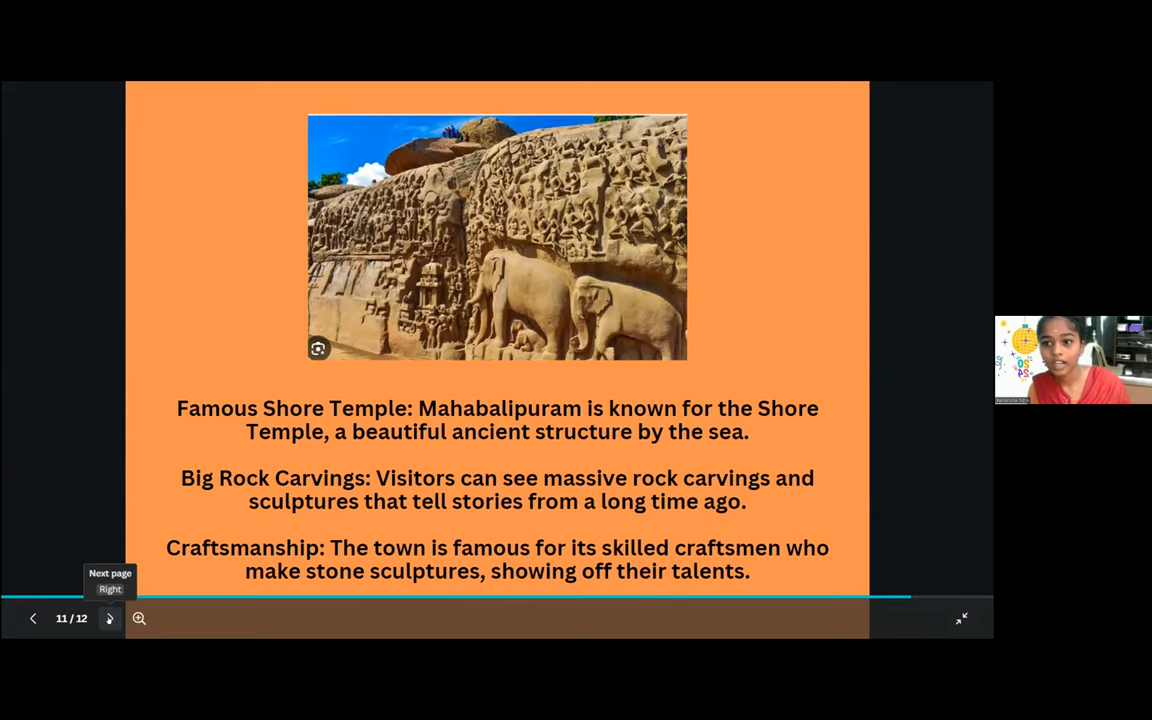 Famous Shore Temple: Mahabalipuram is known for the Shore
Temple, a beautiful ancient structure by the sea.
Big Rock Carvings: Visitors can see massive rock carvings and
sculptures that tell stories from a long time ago.
Craftsmanship: The town is famous for its skilled craftsmen who
make stone sculptures, showing off their talents.
Next page
Right
11 / 12
20
24